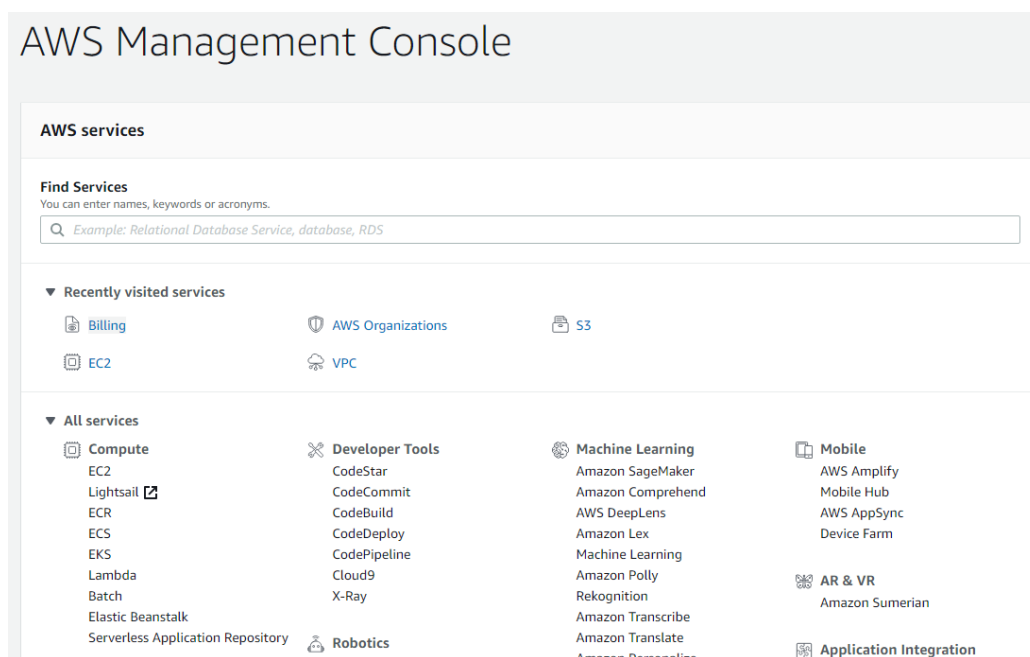 AWS Management Console
AWS services
Find Services
You can enter names, keywords or acronyms.
Example: Relational Database Service, database, RDS
Recently visited services
Billing
AWS Organizations
S3
EC2
VPC
All services
Compute
EC2
Lightsail
ECR
ECS
EKS
Lambda
Batch
Elastic Beanstalk
Serverless Application Repository
Developer Tools
CodeStar
CodeCommit
CodeBuild
CodeDeploy
CodePipeline
Cloud9
X-Ray
Robotics
Machine Learning
Amazon SageMaker
Amazon Comprehend
AWS DeepLens
Amazon Lex
Machine Learning
Amazon Polly
Rekognition
Amazon Transcribe
Amazon Translate
Amazon Personalize
Mobile
AWS Amplify
Mobile Hub
AWS AppSync
Device Farm
AR & VR
Amazon Sumerian
Application Integration